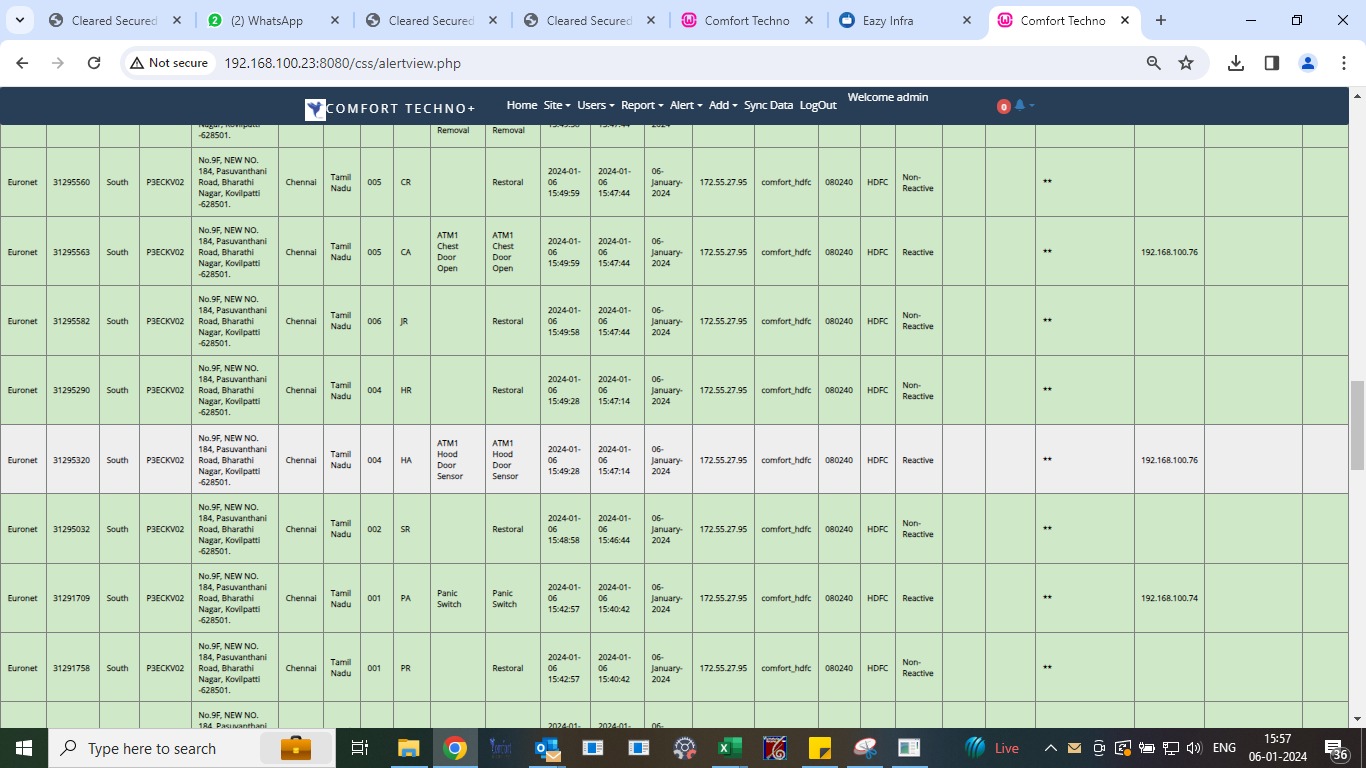 Cleared Secured
(2) WhatsApp
Cleared Secured
Cleared Secured
Comfort Techno
Eazy Infra
Comfort Techno
Not secure
192.168.100.23:8080/css/alertview.php
COMFORT TECHNO+
Home Site Users Report Alert Add Sync Data LogOut
Welcome admin
0
-628501.
Removal
Removal
Euronet 31295560 South P3ECKV02
No.9F, NEW NO.
184, Pasuvanthani
Road, Bharathi
Nagar, Kovilpatti
-628501.
Chennai
Tamil
Nadu
005 CR
Restoral
2024-01-
06
15:49:59
2024-01-
06
15:47:44
06-
January-
2024
172.55.27.95 comfort_hdfc 080240 HDFC
Non-
Reactive
**
Euronet 31295563 South P3ECKV02
No.9F, NEW NO.
184, Pasuvanthani
Road, Bharathi
Nagar, Kovilpatti
-628501.
Chennai
Tamil
Nadu
005 CA
ATM1
Chest
Door
Open
ATM1
Chest
Door
Open
2024-01-
06
15:49:59
2024-01-
06
15:47:44
06-
January-
2024
172.55.27.95 comfort_hdfc 080240 HDFC
Reactive
**
192.168.100.76
Euronet 31295582 South P3ECKV02
No.9F, NEW NO.
184, Pasuvanthani
Road, Bharathi
Nagar, Kovilpatti
-628501.
Chennai
Tamil
Nadu
006 JR
Restoral
2024-01-
06
15:49:58
2024-01-
06
15:47:44
06-
January-
2024
172.55.27.95 comfort_hdfc 080240 HDFC
Non-
Reactive
**
Euronet 31295290 South P3ECKV02
No.9F, NEW NO.
184, Pasuvanthani
Road, Bharathi
Nagar, Kovilpatti
-628501.
Chennai
Tamil
Nadu
004 HR
Restoral
2024-01-
06
15:49:28
2024-01-
06
15:47:14
06-
January-
2024
172.55.27.95 comfort_hdfc 080240 HDFC
Non-
Reactive
**
Euronet 31295320 South P3ECKV02
No.9F, NEW NO.
184, Pasuvanthani
Road, Bharathi
Nagar, Kovilpatti
-628501.
Chennai
Tamil
Nadu
004 HA
ATM1
Hood
Door
Sensor
ATM1
Hood
Door
Sensor
2024-01-
06
15:49:28
2024-01-
06
15:47:14
06-
January-
2024
172.55.27.95 comfort_hdfc 080240 HDFC
Reactive
**
192.168.100.76
Euronet 31295032 South P3ECKV02
No.9F, NEW NO.
184, Pasuvanthani
Road, Bharathi
Nagar, Kovilpatti
-628501.
Chennai
Tamil
Nadu
002 SR
Restoral
2024-01-
06
15:48:58
2024-01-
06
15:46:44
06-
January-
2024
172.55.27.95 comfort_hdfc 080240 HDFC
Non-
Reactive
**
Euronet 31291709 South P3ECKV02
No.9F, NEW NO.
184, Pasuvanthani
Road, Bharathi
Nagar, Kovilpatti
-628501.
Chennai
Tamil
Nadu
001 PA
Panic
Switch
Panic
Switch
2024-01-
06
15:42:57
2024-01-
06
15:40:42
06-
January-
2024
172.55.27.95 comfort_hdfc 080240 HDFC
Reactive
**
192.168.100.74
Euronet 31291758 South P3ECKV02
No.9F, NEW NO.
184, Pasuvanthani
Road, Bharathi
Nagar, Kovilpatti
-628501.
Chennai
Tamil
Nadu
001 PR
Restoral
2024-01-
06
15:42:57
2024-01-
06
15:40:42
06-
January-
2024
172.55.27.95 comfort_hdfc 080240 HDFC
Non-
Reactive
**
No.9F, NEW NO.
184, Pasuvanthani
2024-01-
2024-01-
06-
Type here to search
Live
ENG
15:57
06-01-2024
36